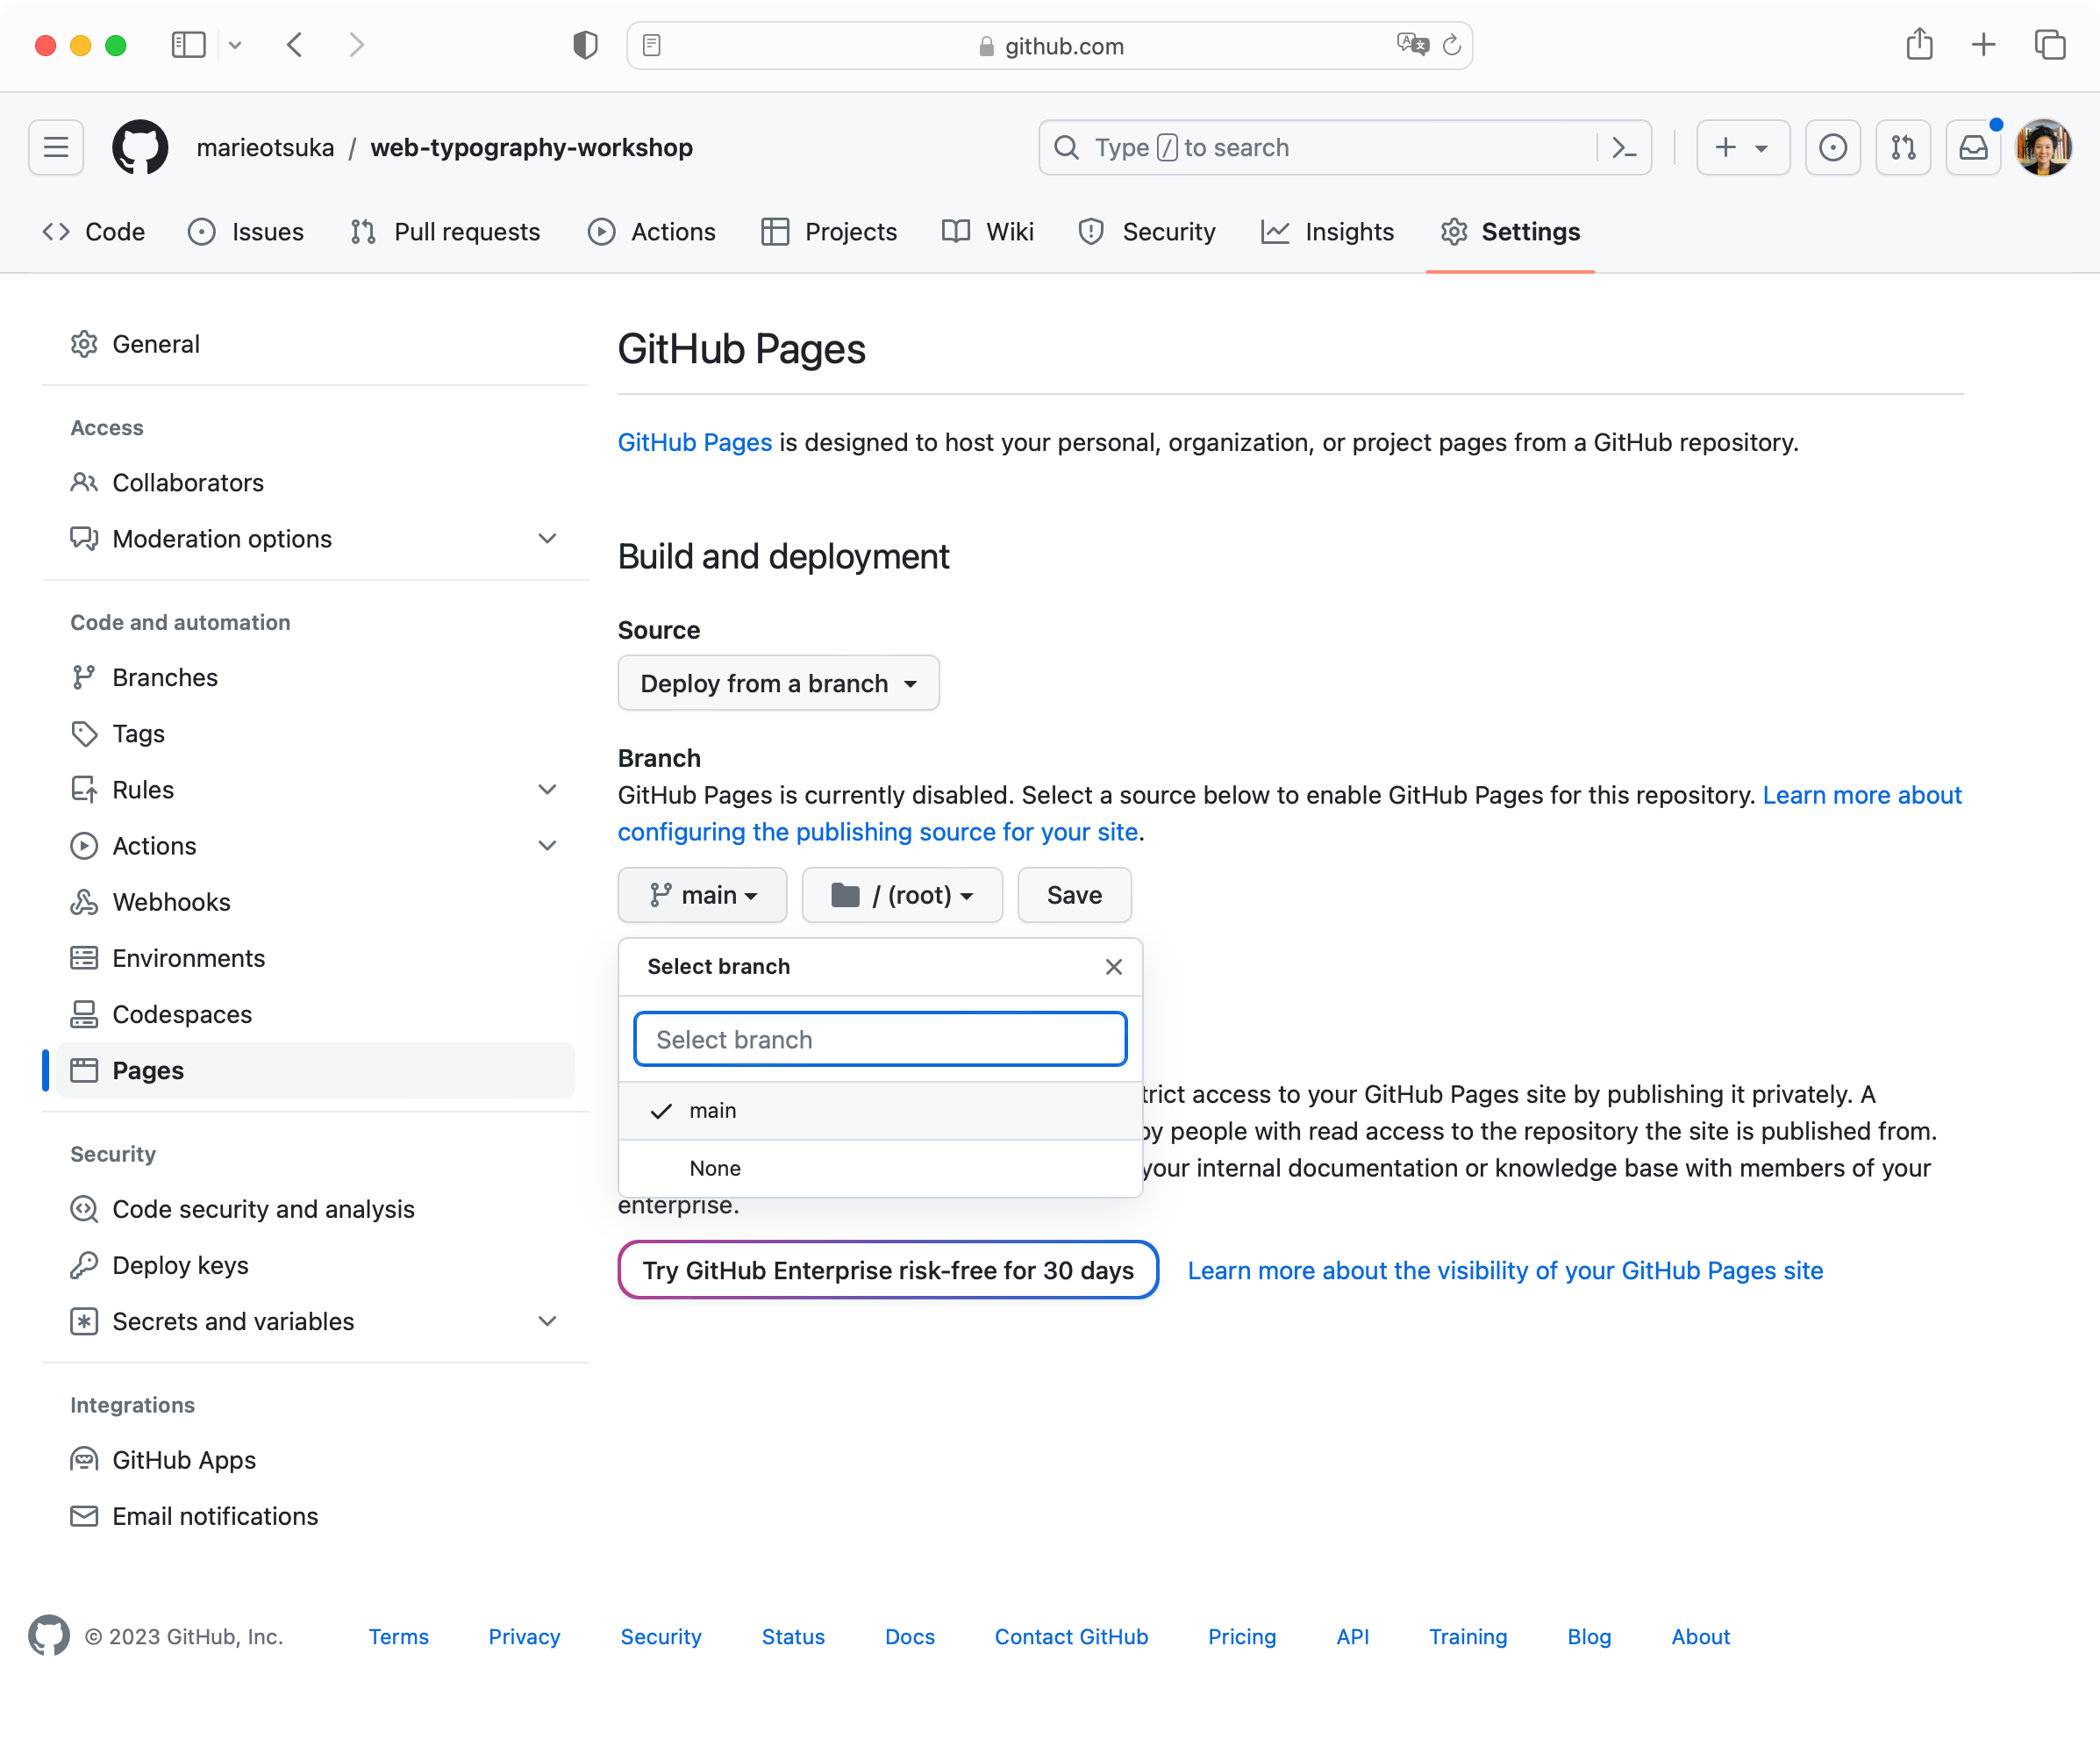 github.com
marieotsuka / web-typography-workshop
Type / to search
Code Issues Pull requests Actions Projects Wiki Security Insights Settings
General
Access
Collaborators
Moderation options
Code and automation
Branches
Tags
Rules
Actions
Webhooks
Environments
Codespaces
Pages
Security
Code security and analysis
Deploy keys
Secrets and variables
Integrations
GitHub Apps
Email notifications
GitHub Pages
GitHub Pages is designed to host your personal, organization, or project pages from a GitHub repository.
Build and deployment
Source
Deploy from a branch
Branch
GitHub Pages is currently disabled. Select a source below to enable GitHub Pages for this repository. Learn more about
configuring the publishing source for your site.
main / (root) Save
Select branch
Select branch
main
None
access to your GitHub Pages site by publishing it privately. A
people with read access to the repository the site is published from.
your internal documentation or knowledge base with members of your
enterprise.
Try GitHub Enterprise risk-free for 30 days Learn more about the visibility of your GitHub Pages site
© 2023 GitHub, Inc. Terms Privacy Security Status Docs Contact GitHub Pricing API Training Blog About